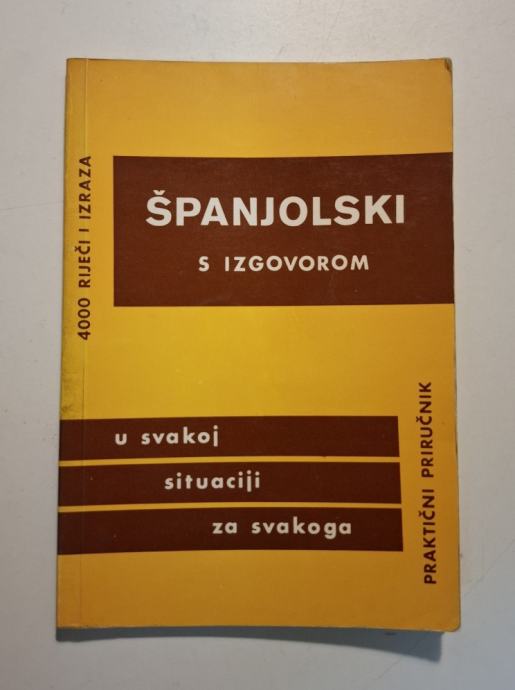 4000 RIJEČI I IZRAZA
ŠPANJOLSKI
S IZGOVOROM
u svakoj
situaciji
za svakoga
PRAKTIČNI PRIRUČNIK